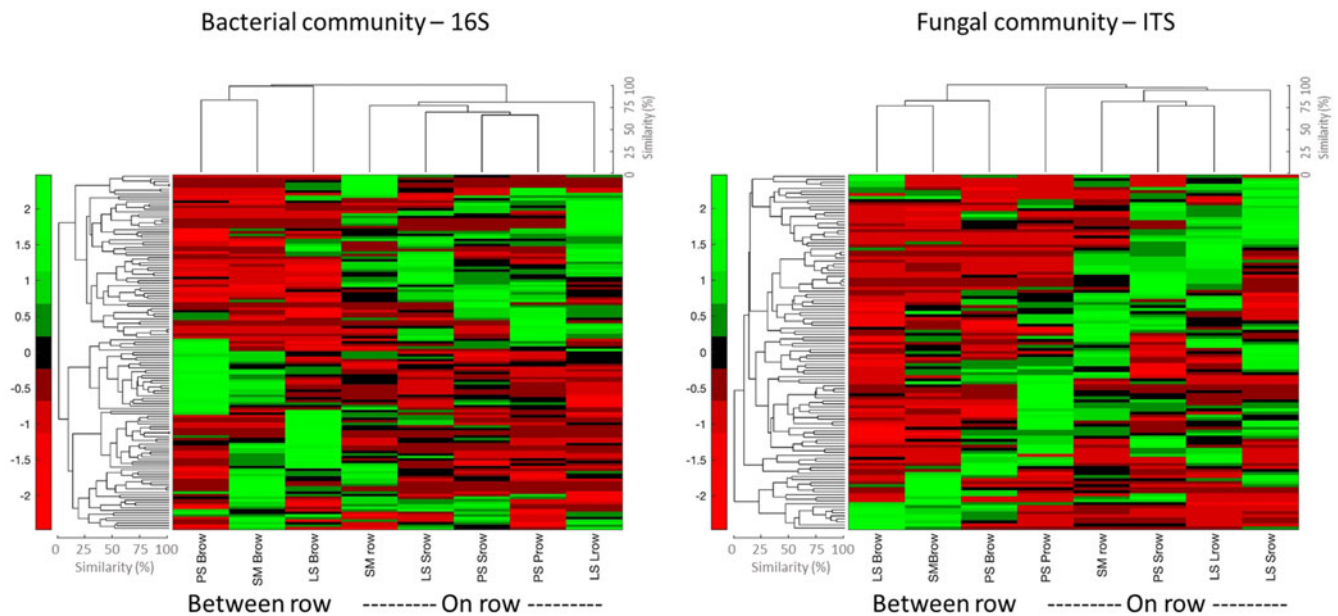 Bacterial community – 16S
Fungal community – ITS
100
75
50
25
0
Similarity (%)
100
75
50
25
0
Similarity (%)
2
1.5
1
0.5
0
-0.5
-1
-1.5
-2
2
1.5
1
0.5
0
-0.5
-1
-1.5
-2
0 25 50 75 100
Similarity (%)
PS Brow
SM Brow
LS Brow
SM row
LS Srow
PS Srow
PS Prow
LS Lrow
Between row -------- On row --------
0 25 50 75 100
Similarity (%)
LS Brow
SMBrow
PS Brow
PS Prow
SM row
PS Srow
LS Lrow
LS Srow
Between row -------- On row --------